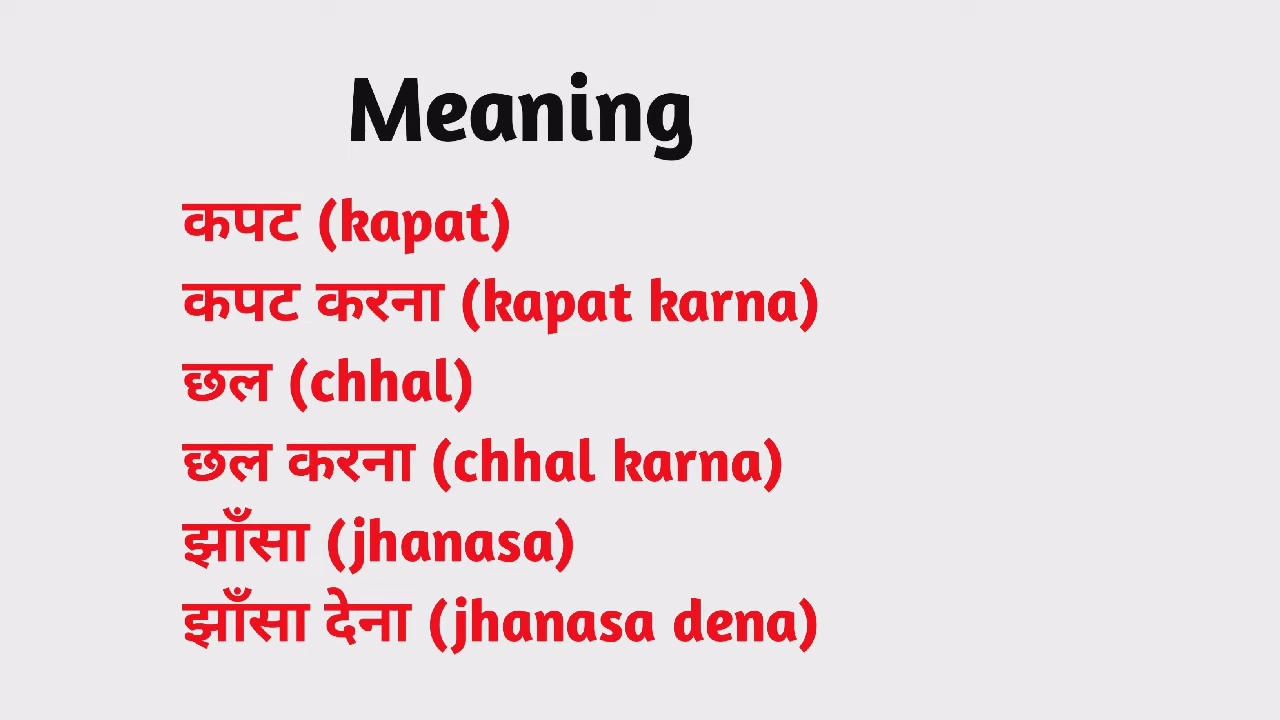 Meaning
कपट (kapat)
कपट करना (kapat karna)
छल (chhal)
छल करना (chhal karna)
झाँसा (jhanasa)
झाँसा देना (jhanasa dena)